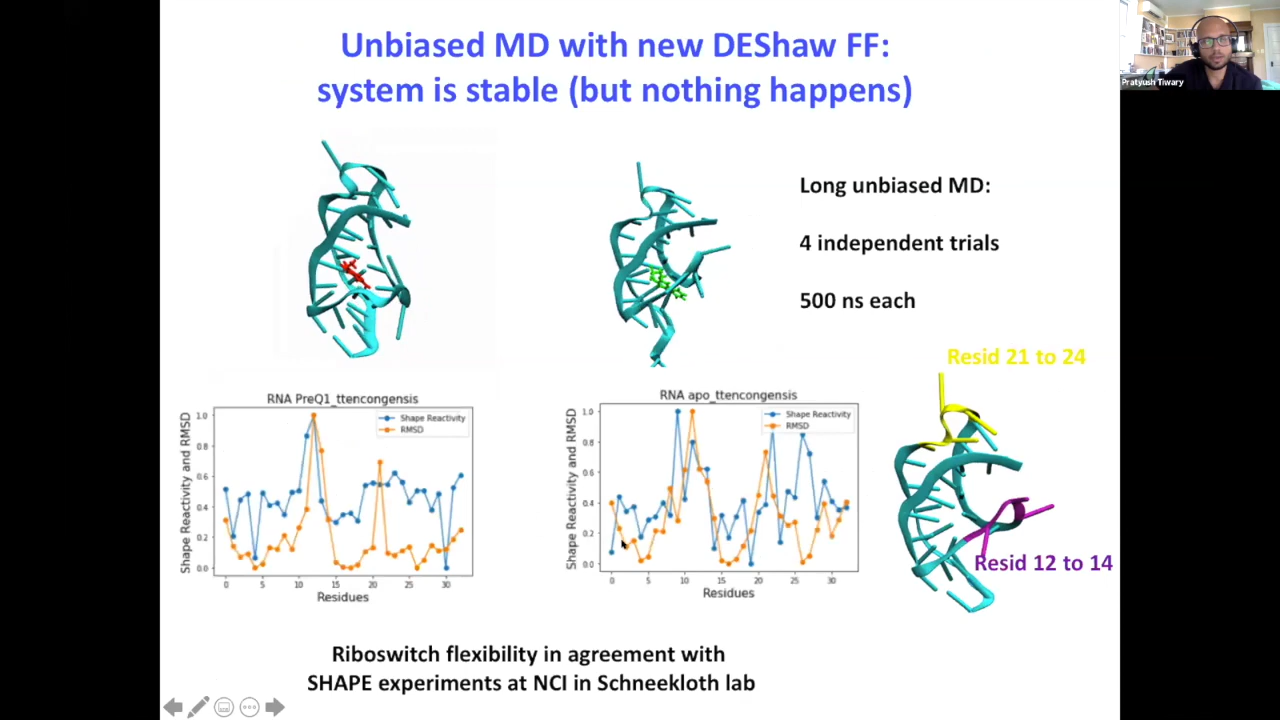 Unbiased MD with new DEShaw FF:
system is stable (but nothing happens)
Pratyush Tiwary
Long unbiased MD:
4 independent trials
500 ns each
Resid 21 to 24
Resid 12 to 14
RNA PreQ1_ttencongensis
Shape Reactivity and RMSD
1.0
0.8
0.6
0.4
0.2
0.0
Shape Reactivity
RMSD
0 5 10 15 20 25 30
Residues
RNA apo_ttencongensis
Shape Reactivity and RMSD
1.0
0.8
0.6
0.4
0.2
0.0
Shape Reactivity
RMSD
0 5 10 15 20 25 30
Residues
Riboswitch flexibility in agreement with
SHAPE experiments at NCI in Schneekloth lab